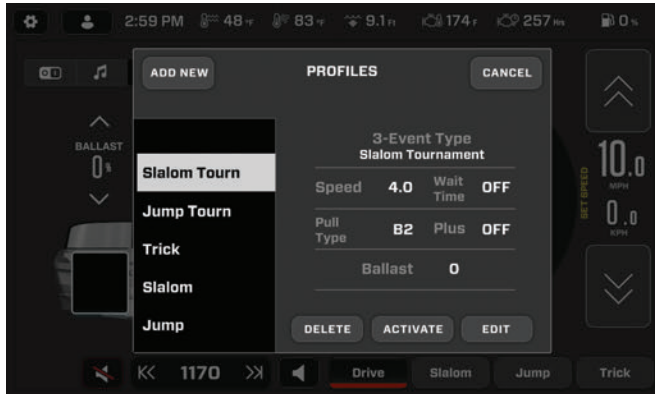 2:59 PM 48 °F 83 °F 9.1 ft 174 F 257 Hrs 0 %
ADD NEW PROFILES CANCEL
BALLAST
0 %
3-Event Type
Slalom Tournament
Slalom Tourn
Jump Tourn
Trick
Slalom
Jump
Speed 4.0 Wait Time OFF
Pull Type B2 Plus OFF
Ballast 0
DELETE ACTIVATE EDIT
SET SPEED
10.0
MPH
0.0
KPH
1170 Drive Slalom Jump Trick